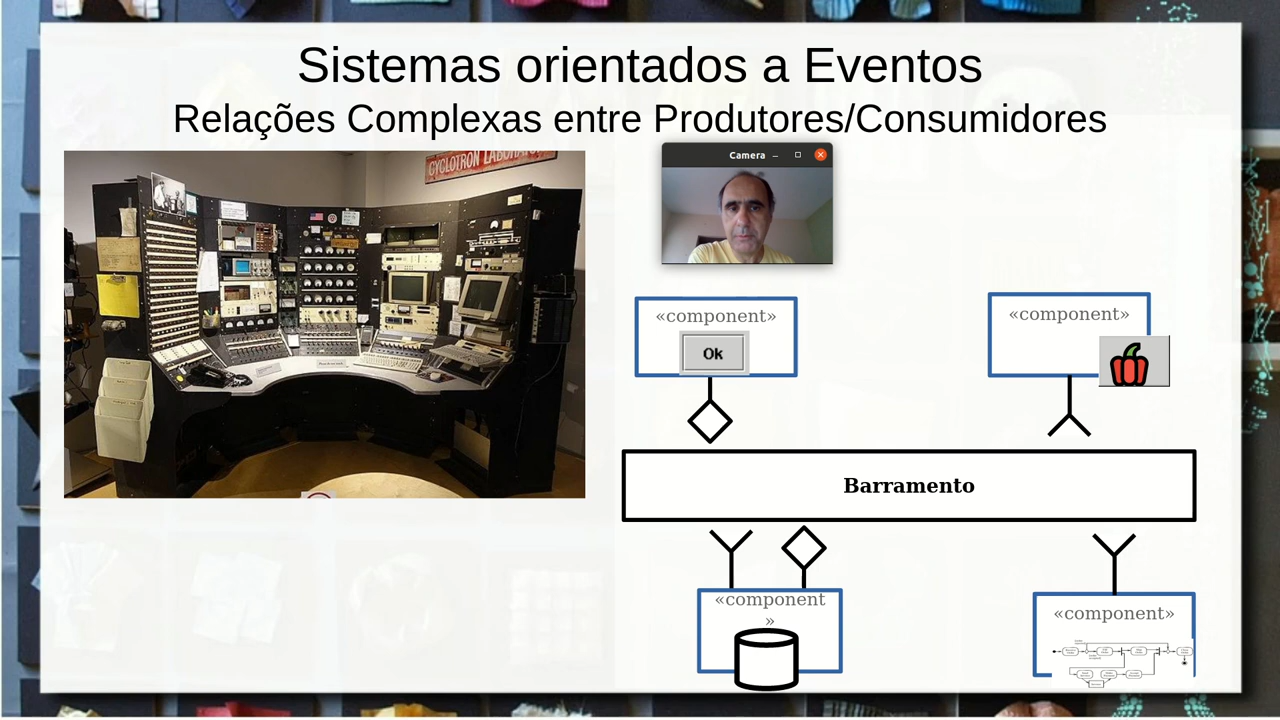 Sistemas orientados a Eventos
Relações Complexas entre Produtores/Consumidores
CYCLOTRON LABORATORY
Camera
«component»
Ok
«component»
Barramento
«component
»
«component»